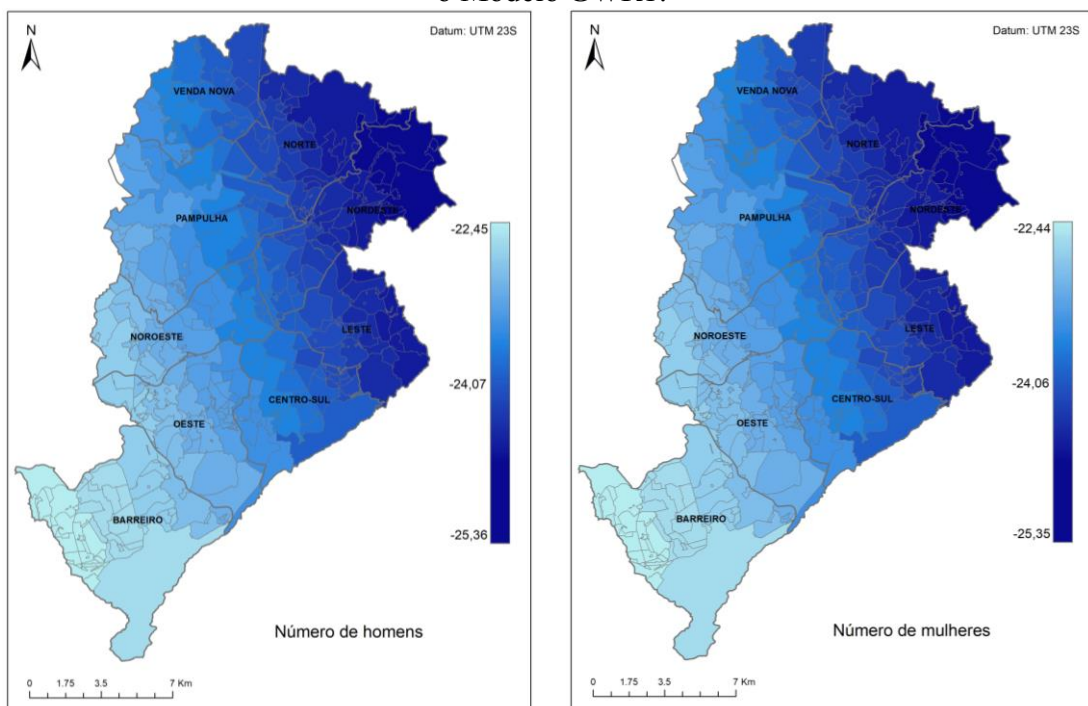 o Modelo GWRP.
N
Datum: UTM 23S
VENDA NOVA
NORTE
NORDESTE
PAMPULHA
-22,45
NOROESTE
LESTE
-24,07
CENTRO-SUL
OESTE
BARREIRO
-25,36
Número de homens
0 1.75 3.5 7 Km
N
Datum: UTM 23S
VENDA NOVA
NORTE
NORDESTE
PAMPULHA
-22,44
NOROESTE
LESTE
-24,06
CENTRO-SUL
OESTE
BARREIRO
-25,35
Número de mulheres
0 1.75 3.5 7 Km